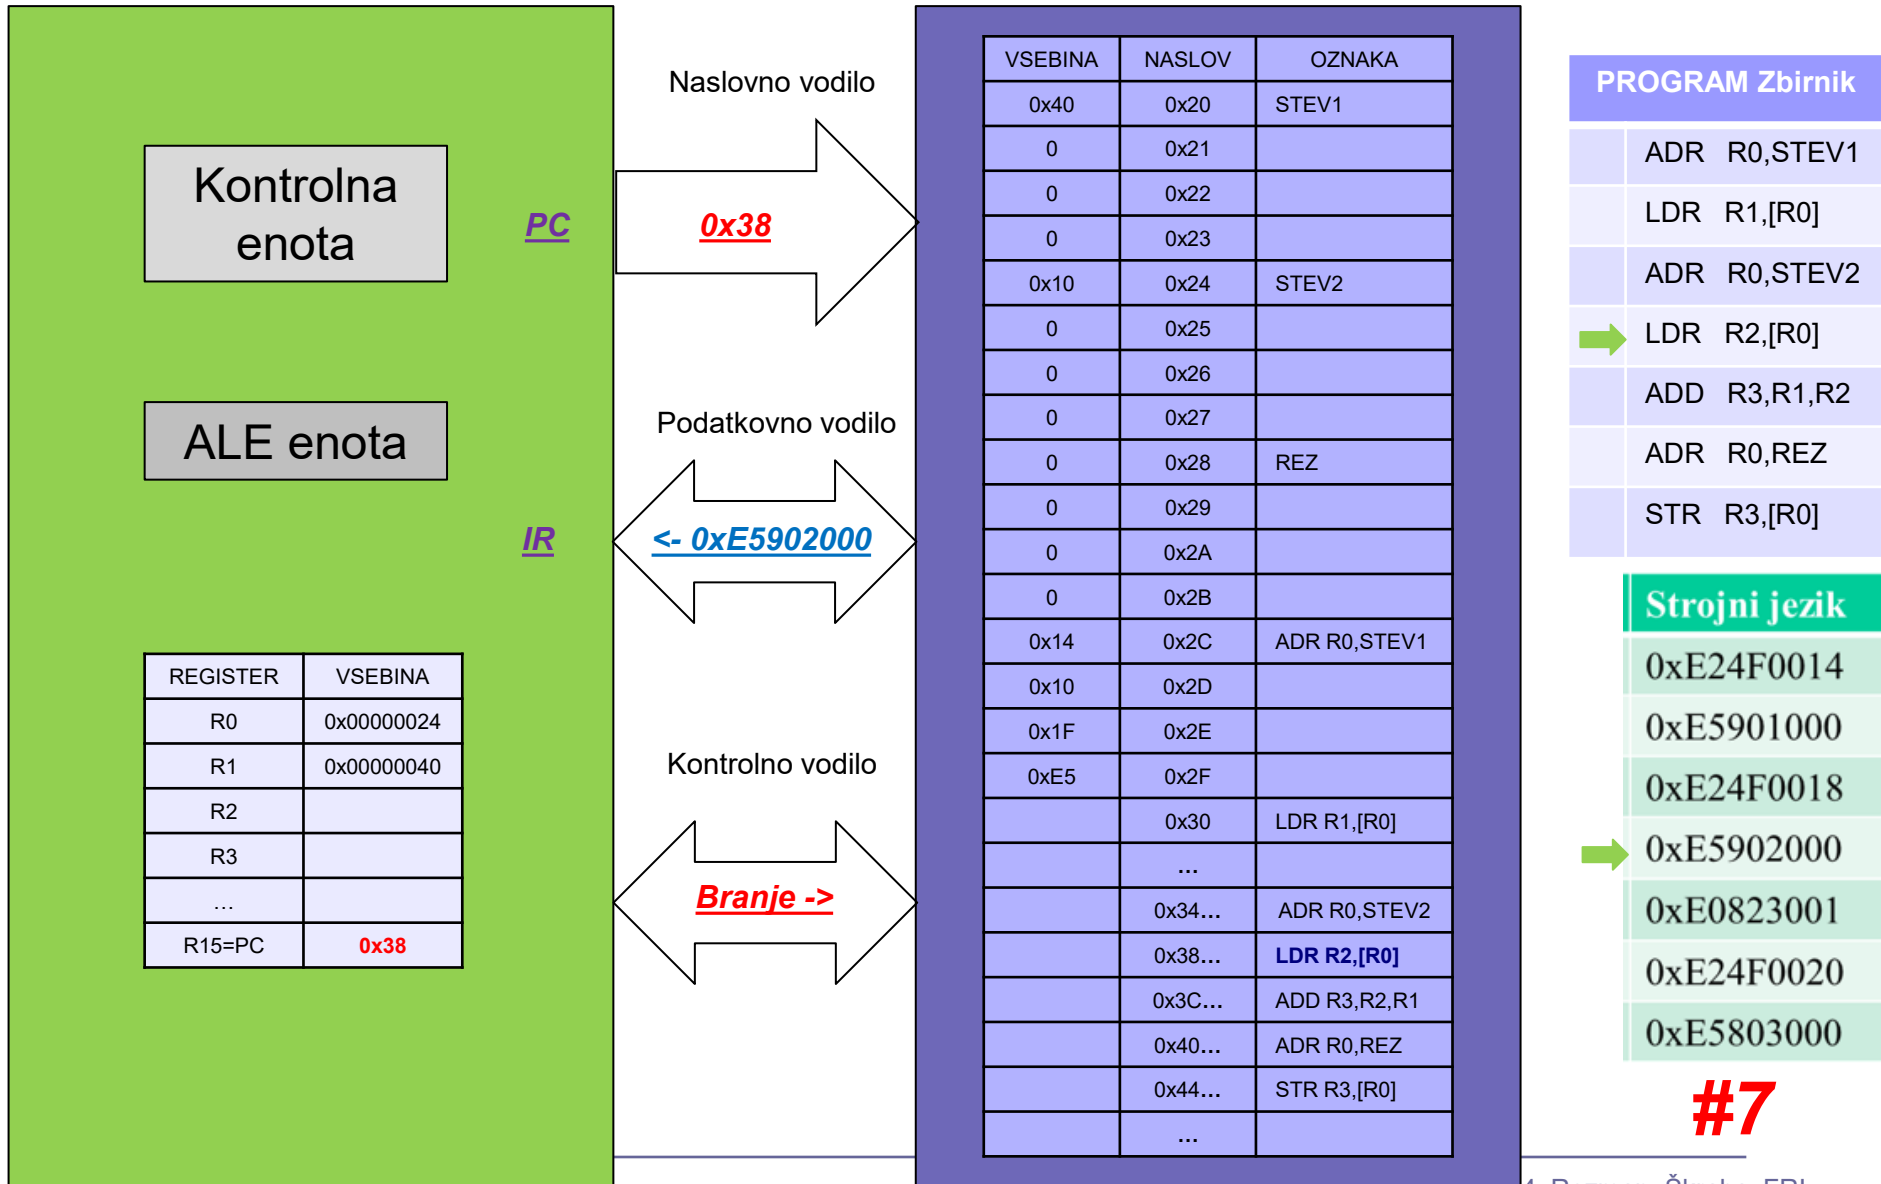 Kontrolna
enota
PC
ALE enota
IR
REGISTER VSEBINA
R0 0x00000024
R1 0x00000040
R2
R3
...
R15=PC 0x38
Naslovno vodilo
0x38
Podatkovno vodilo
<- 0xE5902000
Kontrolno vodilo
Branje ->
VSEBINA NASLOV OZNAKA
0x40 0x20 STEV1
0 0x21
0 0x22
0 0x23
0x10 0x24 STEV2
0 0x25
0 0x26
0 0x27
0 0x28 REZ
0 0x29
0 0x2A
0 0x2B
0x14 0x2C ADR R0,STEV1
0x10 0x2D
0x1F 0x2E
0xE5 0x2F
0x30 LDR R1,[R0]
...
0x34... ADR R0,STEV2
0x38... LDR R2,[R0]
0x3C... ADD R3,R2,R1
0x40... ADR R0,REZ
0x44... STR R3,[R0]
...
PROGRAM Zbirnik
ADR R0,STEV1
LDR R1,[R0]
ADR R0,STEV2
LDR R2,[R0]
ADD R3,R1,R2
ADR R0,REZ
STR R3,[R0]
Strojni jezik
0xE24F0014
0xE5901000
0xE24F0018
0xE5902000
0xE0823001
0xE24F0020
0xE5803000
#7